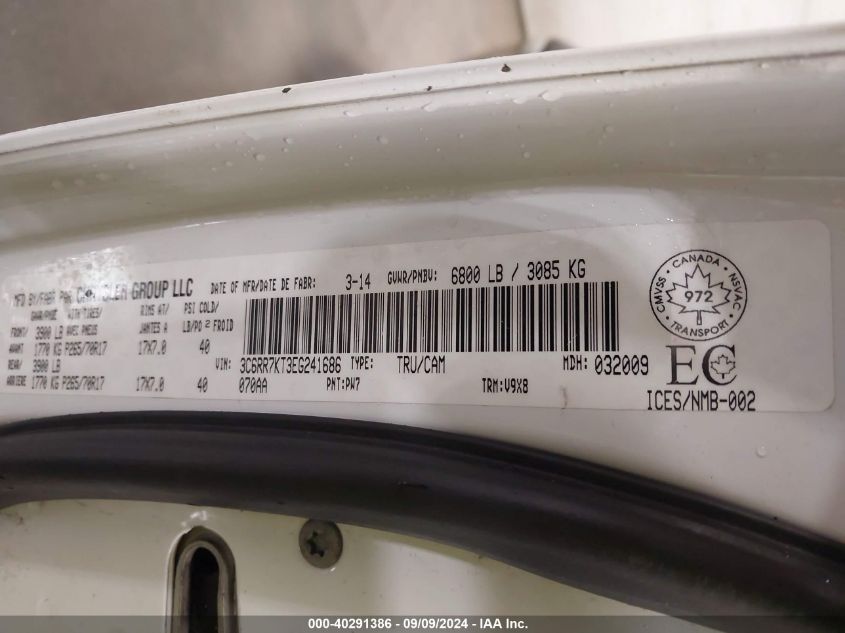 MFD BY/FABR PAR CHRYSLER GROUP LLC DATE OF MFR/DATE DE FABR: 3-14 GVWR/PNBV: 6800 LB / 3085 KG
GAWR/PNBE WITH/TIRES/ RIMS AT/ PSI COLD/
FRONT/ 3900 LB AVEC PNEUS JANTES A LB/PO 2 FROID
AVANT 1770 KG P265/70R17 17X7.0 40
REAR/ 3900 LB
ARRIERE 1770 KG P265/70R17 17X7.0 40
VIN: 3C6RR7KT3EG241686 TYPE: TRU/CAM MDH: 032009
070AA PNT:PW7 TRM:V9X8
CMVSS CANADA NSVAC
972
TRANSPORT
EC
ICES/NMB-002
000-40291386 - 09/09/2024 - IAA Inc.